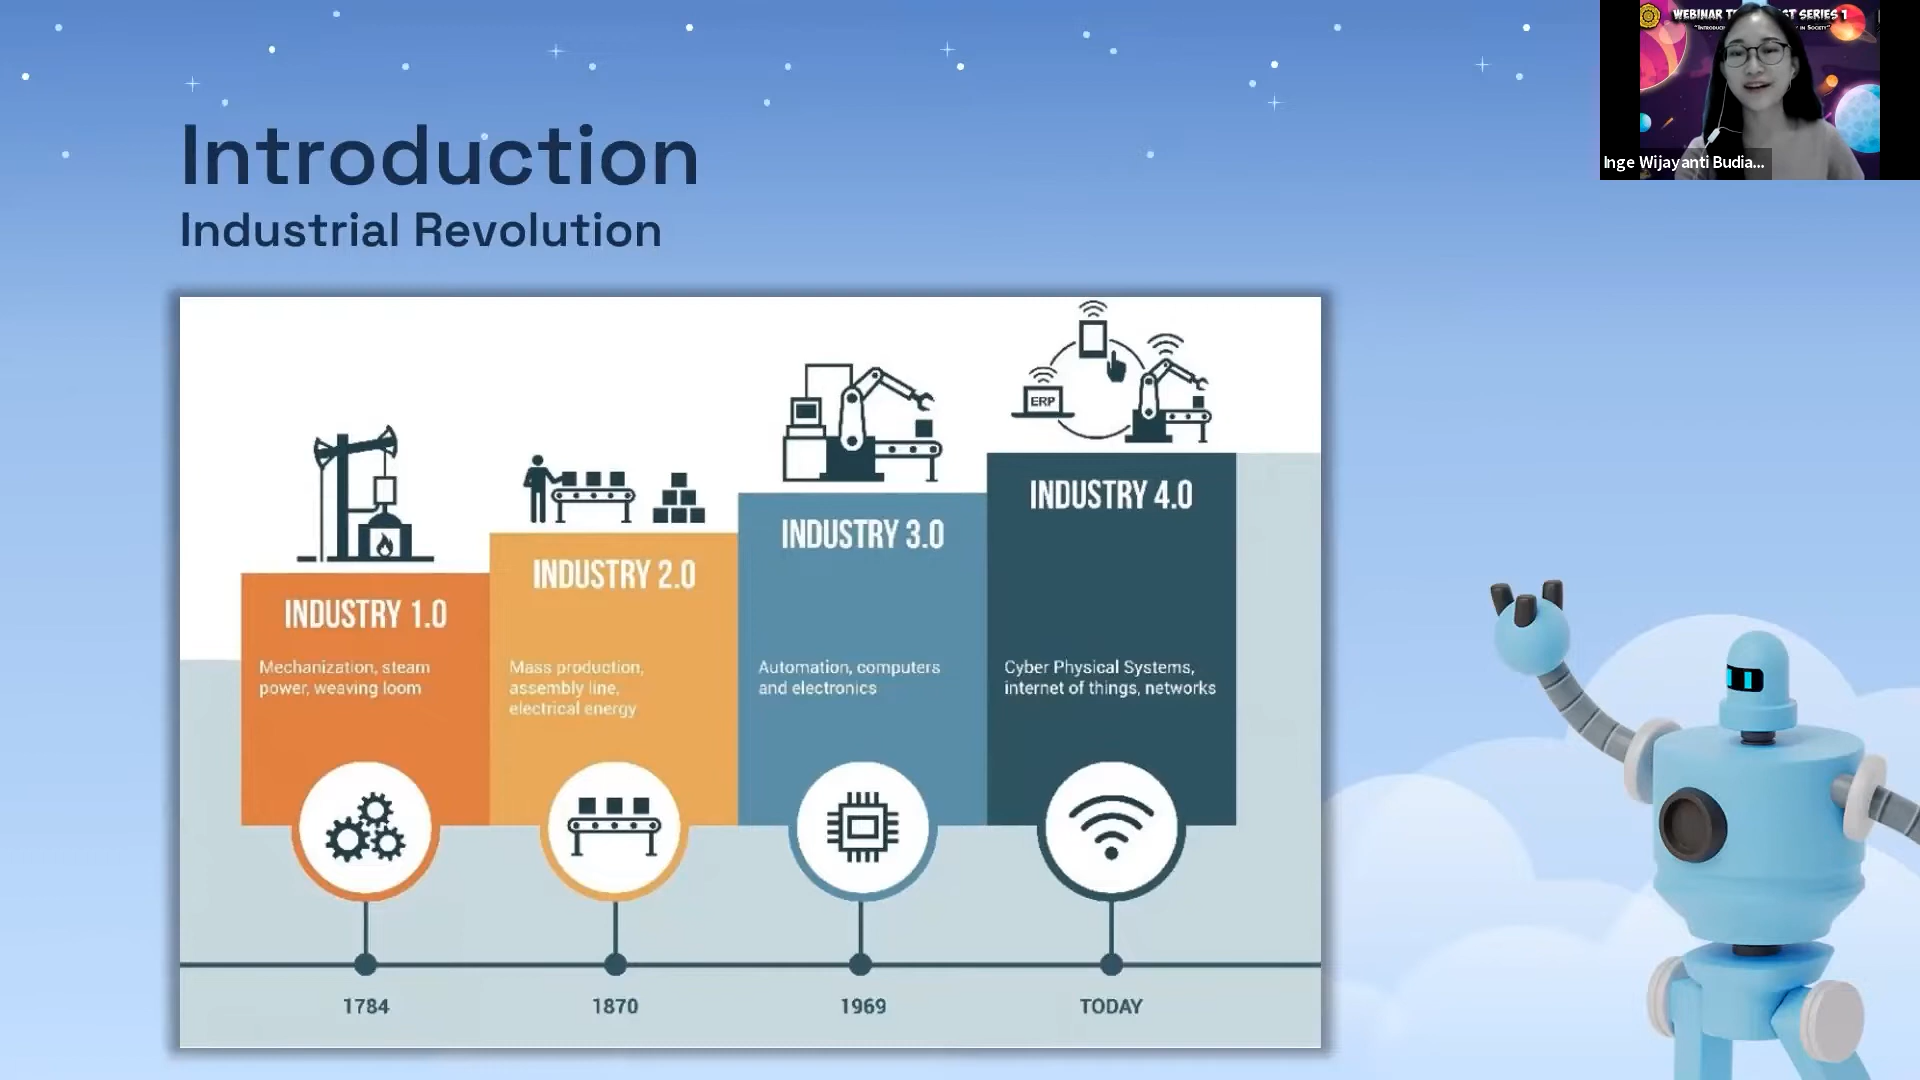 Introduction
Industrial Revolution
WEBINAR T
ST SERIES 1
Inge Wijayanti Budia...
ERP
INDUSTRY 1.0
Mechanization, steam
power, weaving loom
INDUSTRY 2.0
Mass production,
assembly line,
electrical energy
INDUSTRY 3.0
Automation, computers
and electronics
INDUSTRY 4.0
Cyber Physical Systems,
internet of things, networks
1784
1870
1969
TODAY